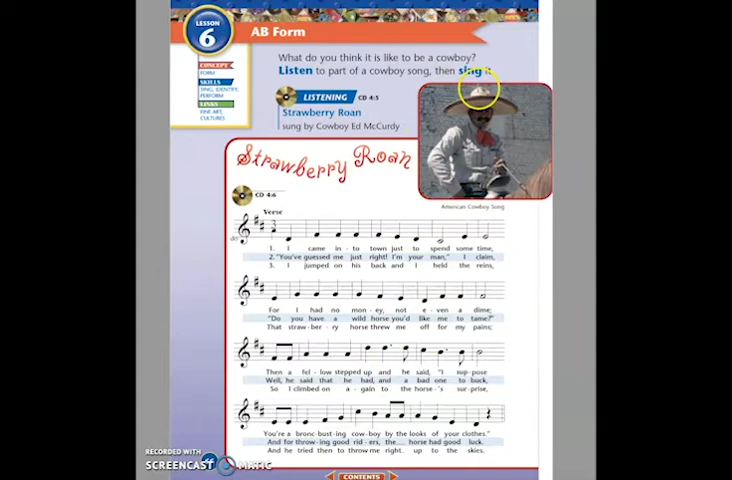 LESSON
6
AB Form
What do you think it is like to be a cowboy?
Listen to part of a cowboy song, then sing it.
CONCEPT
FORM
SKILLS
SING, IDENTIFY,
PERFORM
LINKS
FINE ART,
CULTURES
LISTENING CD 4:5
Strawberry Roan
sung by Cowboy Ed McCurdy
Strawberry Roan
CD 4:6
American Cowboy Song
Verse
do
1. I came in-to town just to spend some time,
2. "You've guessed me just right! I'm your man," I claim,
3. I jumped on his back and I held the reins,
For I had no mon-ey, not e-ven a dime;
"Do you have a wild horse you'd like me to tame?"
That straw-ber-ry horse threw me off for my pains;
Then a fel-low stepped up and he said, "I sup-pose
Well, he said that he had, and a bad one to buck,
So I climbed on a-gain to the horse's sur-prise,
You're a bronc-bust-ing cow-boy by the looks of your clothes."
And for throw-ing good rid-ers, the horse had good luck.
And he tried then to throw me right up to the skies.
RECORDED WITH
SCREENCAST MATIC
CONTENTS